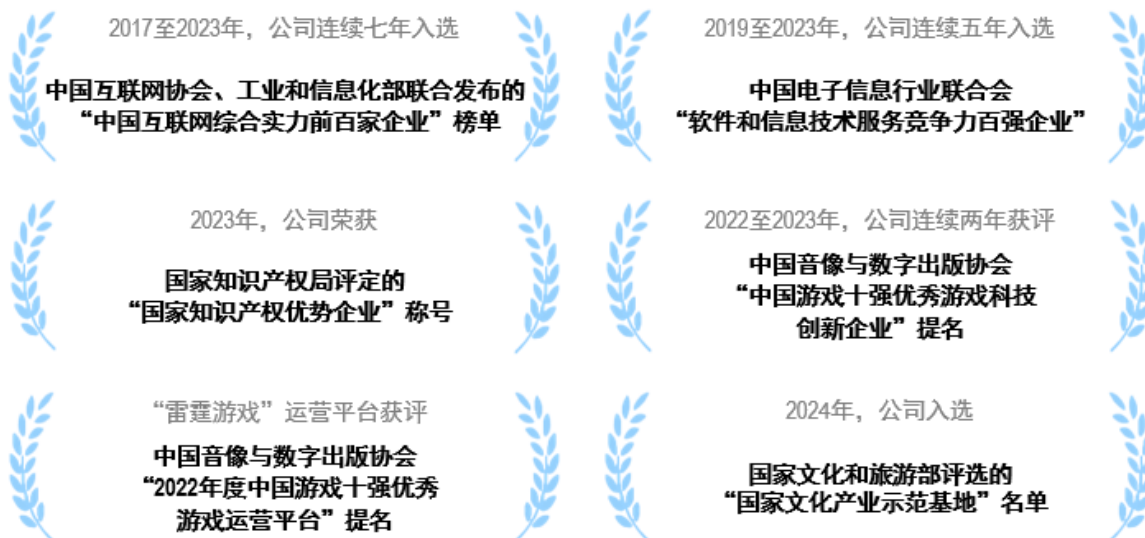 2017至2023年，公司连续七年入选
中国互联网协会、工业和信息化部联合发布的
“中国互联网综合实力前百家企业”榜单
2019至2023年，公司连续五年入选
中国电子信息行业联合会
“软件和信息技术服务竞争力百强企业”
2023年，公司荣获
国家知识产权局评定的
“国家知识产权优势企业”称号
2022至2023年，公司连续两年获评
中国音像与数字出版协会
“中国游戏十强优秀游戏科技
创新企业”提名
“雷霆游戏”运营平台获评
中国音像与数字出版协会
“2022年度中国游戏十强优秀
游戏运营平台”提名
2024年，公司入选
国家文化和旅游部评选的
“国家文化产业示范基地”名单